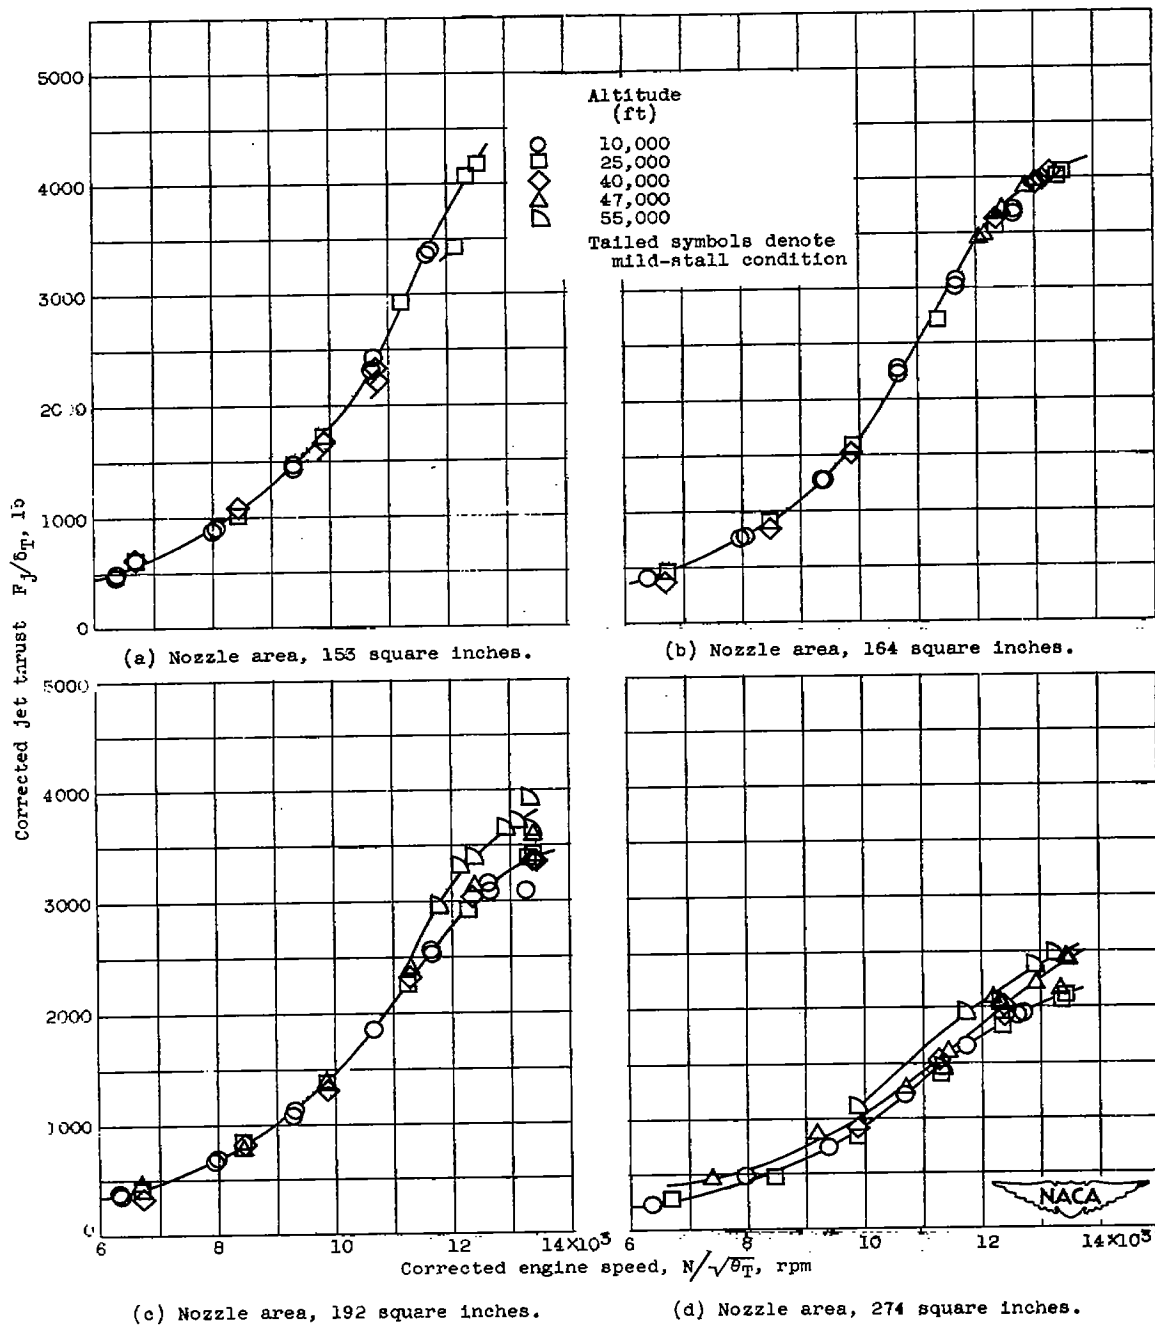 5000
4000
3000
2000
1000
0
Altitude
(ft)
10,000
25,000
40,000
47,000
55,000
Tailed symbols denote
mild-stall condition
(a) Nozzle area, 153 square inches.
(b) Nozzle area, 164 square inches.
Corrected jet thrust Fj/δT, lb
5000
4000
3000
2000
1000
0
6 8 10 12 14×10³
6 8 10 12 14×10³
NACA
Corrected engine speed, N/√θT, rpm
(c) Nozzle area, 192 square inches.
(d) Nozzle area, 274 square inches.